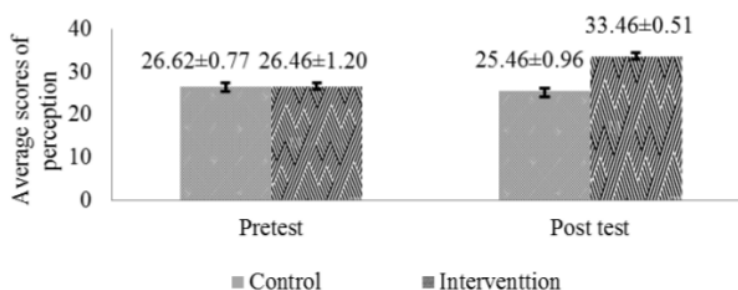 Average scores of
perception
40
30
20
10
0
26.62±0.77
26.46±1.20
25.46±0.96
33.46±0.51
Pretest
Post test
Control
Interventtion